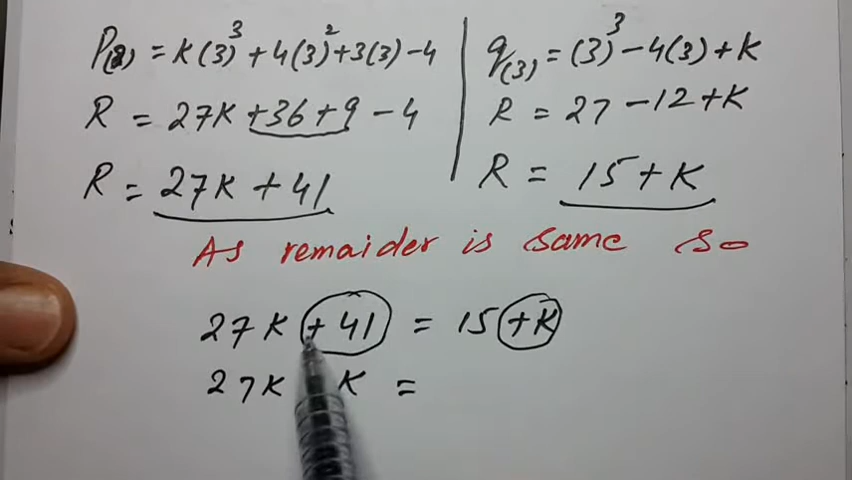 P(3) = K(3)³ + 4(3)² + 3(3) - 4
R = 27K + 36 + 9 - 4
R = 27K + 41
q(3) = (3)³ - 4(3) + K
R = 27 - 12 + K
R = 15 + K
As remaider is same so
27K + 41 = 15 + K
27K K =